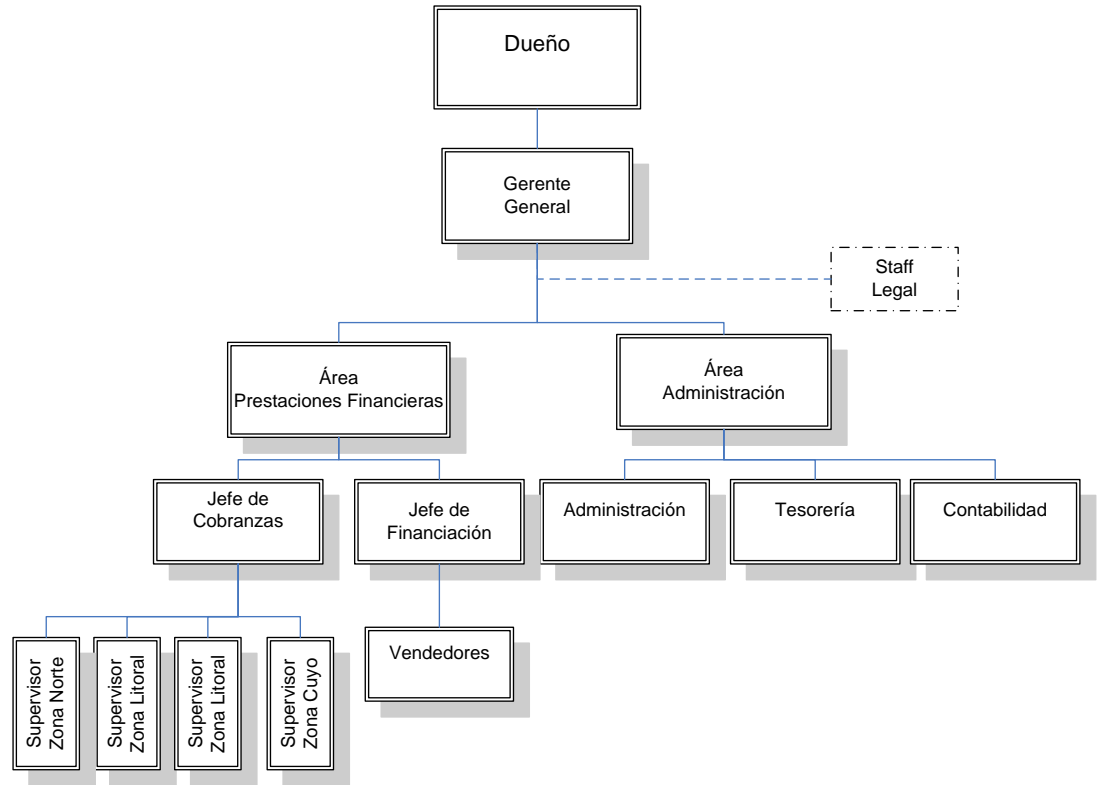 Dueño
Gerente
General
Staff
Legal
Área
Prestaciones Financieras
Área
Administración
Jefe de
Cobranzas
Jefe de
Financiación
Administración
Tesorería
Contabilidad
Supervisor
Zona Norte
Supervisor
Zona Litoral
Supervisor
Zona Litoral
Supervisor
Zona Cuyo
Vendedores